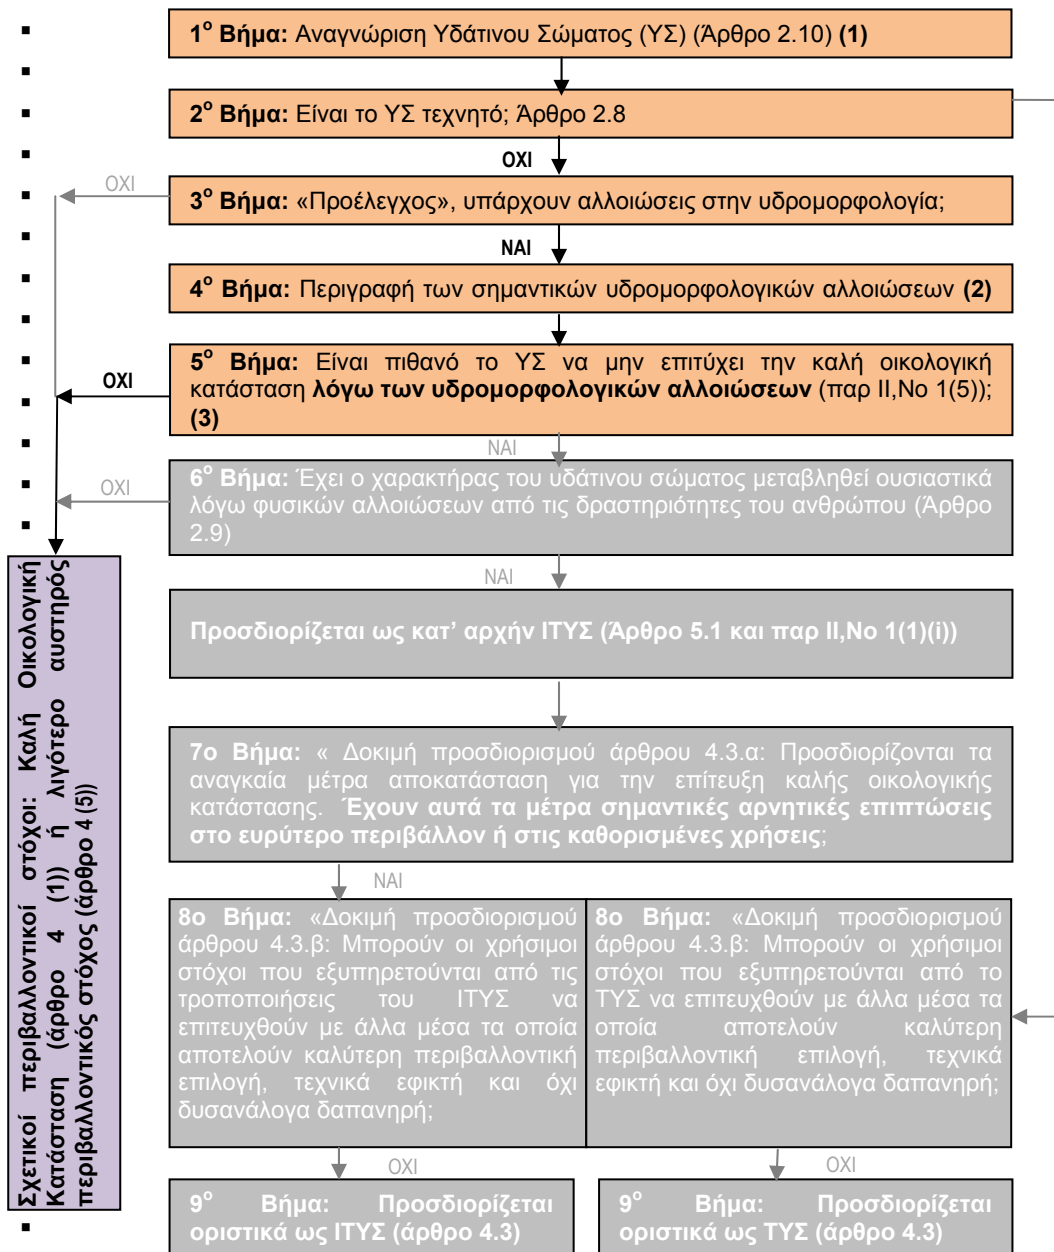 1ο Βήμα: Αναγνώριση Υδάτινου Σώματος (ΥΣ) (Άρθρο 2.10) (1)
2ο Βήμα: Είναι το ΥΣ τεχνητό; Άρθρο 2.8
ΟΧΙ
ΟΧΙ
3ο Βήμα: «Προέλεγχος», υπάρχουν αλλοιώσεις στην υδρομορφολογία;
ΝΑΙ
4ο Βήμα: Περιγραφή των σημαντικών υδρομορφολογικών αλλοιώσεων (2)
5ο Βήμα: Είναι πιθανό το ΥΣ να μην επιτύχει την καλή οικολογική
κατάσταση λόγω των υδρομορφολογικών αλλοιώσεων (παρ ΙΙ,Νο 1(5));
(3)
ΟΧΙ
ΝΑΙ
6ο Βήμα: Έχει ο χαρακτήρας του υδάτινου σώματος μεταβληθεί ουσιαστικά
λόγω φυσικών αλλοιώσεων από τις δραστηριότητες του ανθρώπου (Άρθρο
2.9)
ΟΧΙ
ΝΑΙ
Προσδιορίζεται ως κατ’ αρχήν ΙΤΥΣ (Άρθρο 5.1 και παρ ΙΙ,Νο 1(1)(i))
7ο Βήμα: « Δοκιμή προσδιορισμού άρθρου 4.3.α: Προσδιορίζονται τα
αναγκαία μέτρα αποκατάσταση για την επίτευξη καλής οικολογικής
κατάστασης. Έχουν αυτά τα μέτρα σημαντικές αρνητικές επιπτώσεις
στο ευρύτερο περιβάλλον ή στις καθορισμένες χρήσεις;
ΝΑΙ
8ο Βήμα: «Δοκιμή προσδιορισμού
άρθρου 4.3.β: Μπορούν οι χρήσιμοι
στόχοι που εξυπηρετούνται από τις
τροποποιήσεις του ΙΤΥΣ να
επιτευχθούν με άλλα μέσα τα οποία
αποτελούν καλύτερη περιβαλλοντική
επιλογή, τεχνικά εφικτή και όχι
δυσανάλογα δαπανηρή;
8ο Βήμα: «Δοκιμή προσδιορισμού
άρθρου 4.3.β: Μπορούν οι χρήσιμοι
στόχοι που εξυπηρετούνται από το
ΤΥΣ να επιτευχθούν με άλλα μέσα τα
οποία αποτελούν καλύτερη
περιβαλλοντική επιλογή, τεχνικά
εφικτή και όχι δυσανάλογα δαπανηρή;
ΟΧΙ
ΟΧΙ
9ο Βήμα: Προσδιορίζεται
οριστικά ως ΙΤΥΣ (άρθρο 4.3)
9ο Βήμα: Προσδιορίζεται
οριστικά ως ΤΥΣ (άρθρο 4.3)
Σχετικοί περιβαλλοντικοί στόχοι: Καλή Οικολογική
Κατάσταση (άρθρο 4 (1)) ή λιγότερο αυστηρός
περιβαλλοντικός στόχος (άρθρο 4 (5))